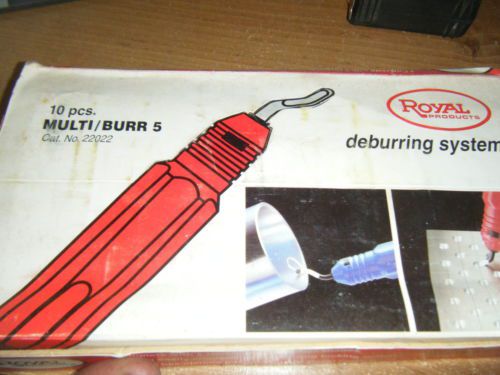 10 pcs.
MULTI/BURR 5
Cat. No. 22022
ROYAL
PRODUCTS
deburring system